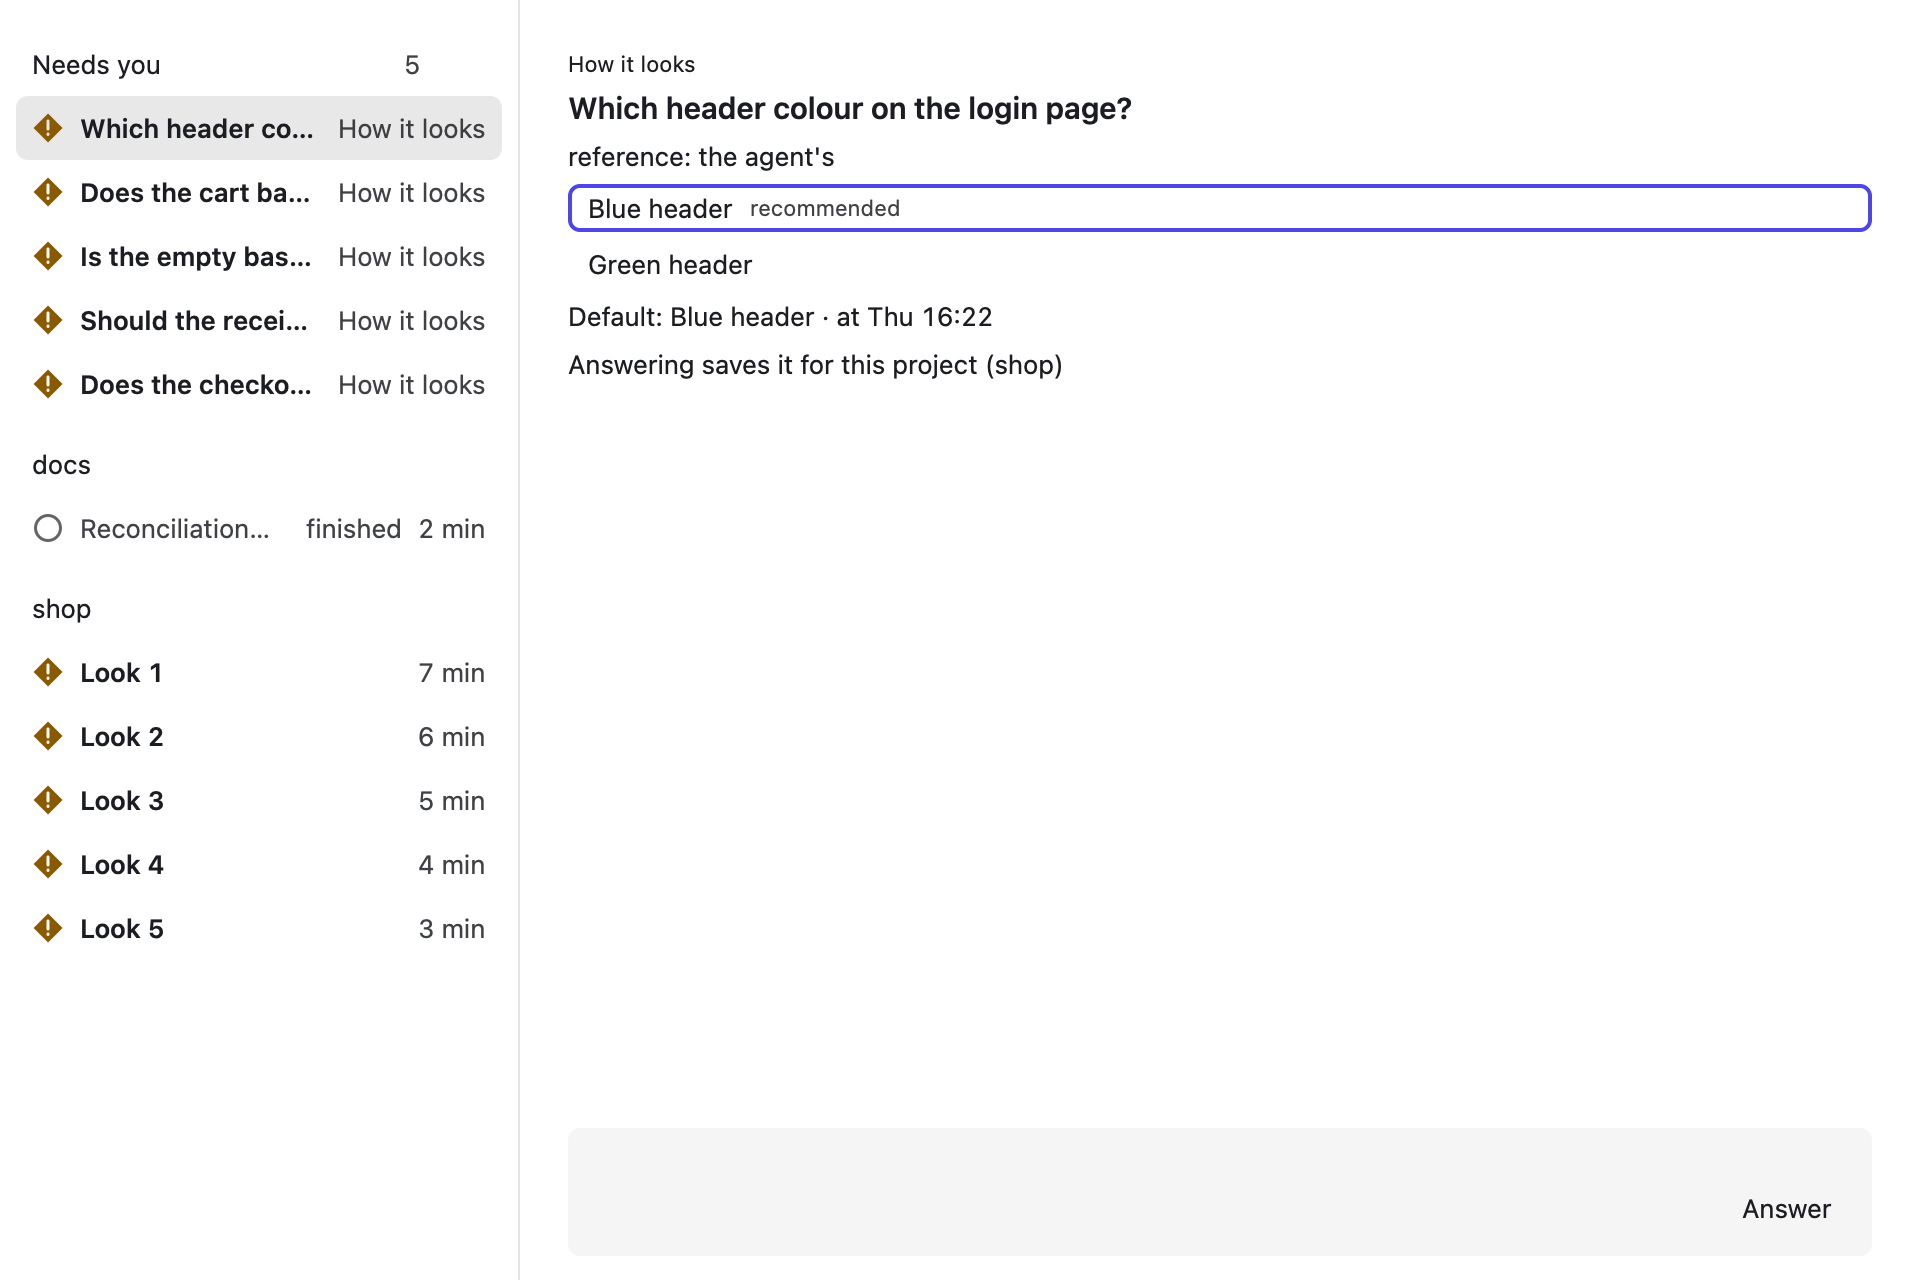 Needs you 5
Which header co... How it looks
Does the cart ba... How it looks
Is the empty bas... How it looks
Should the recei... How it looks
Does the checko... How it looks
docs
Reconciliation... finished 2 min
shop
Look 1 7 min
Look 2 6 min
Look 3 5 min
Look 4 4 min
Look 5 3 min
How it looks
Which header colour on the login page?
reference: the agent's
Blue header recommended
Green header
Default: Blue header · at Thu 16:22
Answering saves it for this project (shop)
Answer